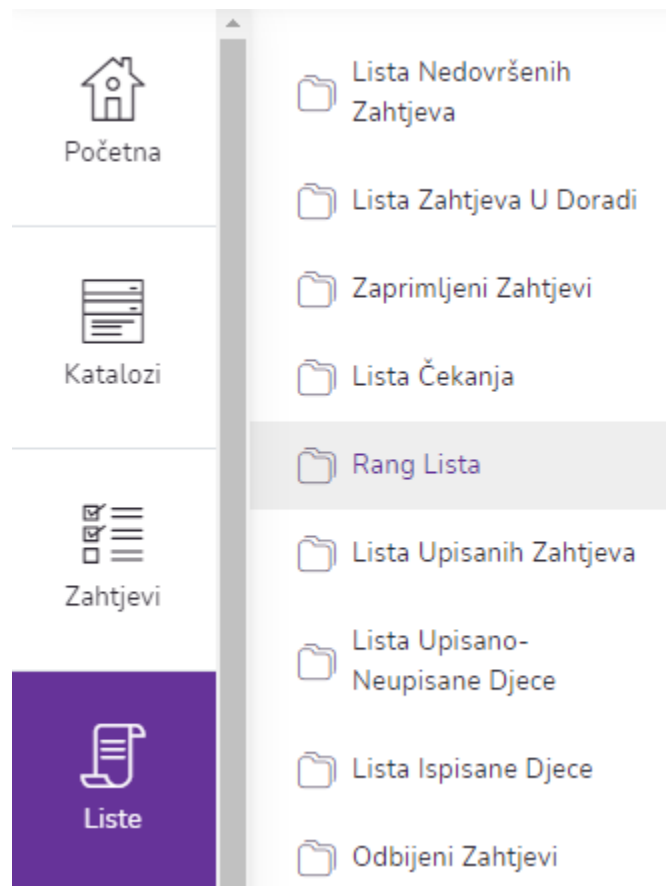 Početna
Katalozi
Zahtjevi
Liste
Lista Nedovršenih
Zahtjeva
Lista Zahtjeva U Doradi
Zaprimljeni Zahtjevi
Lista Čekanja
Rang Lista
Lista Upisanih Zahtjeva
Lista Upisano-
Neupisane Djece
Lista Ispisane Djece
Odbijeni Zahtjevi